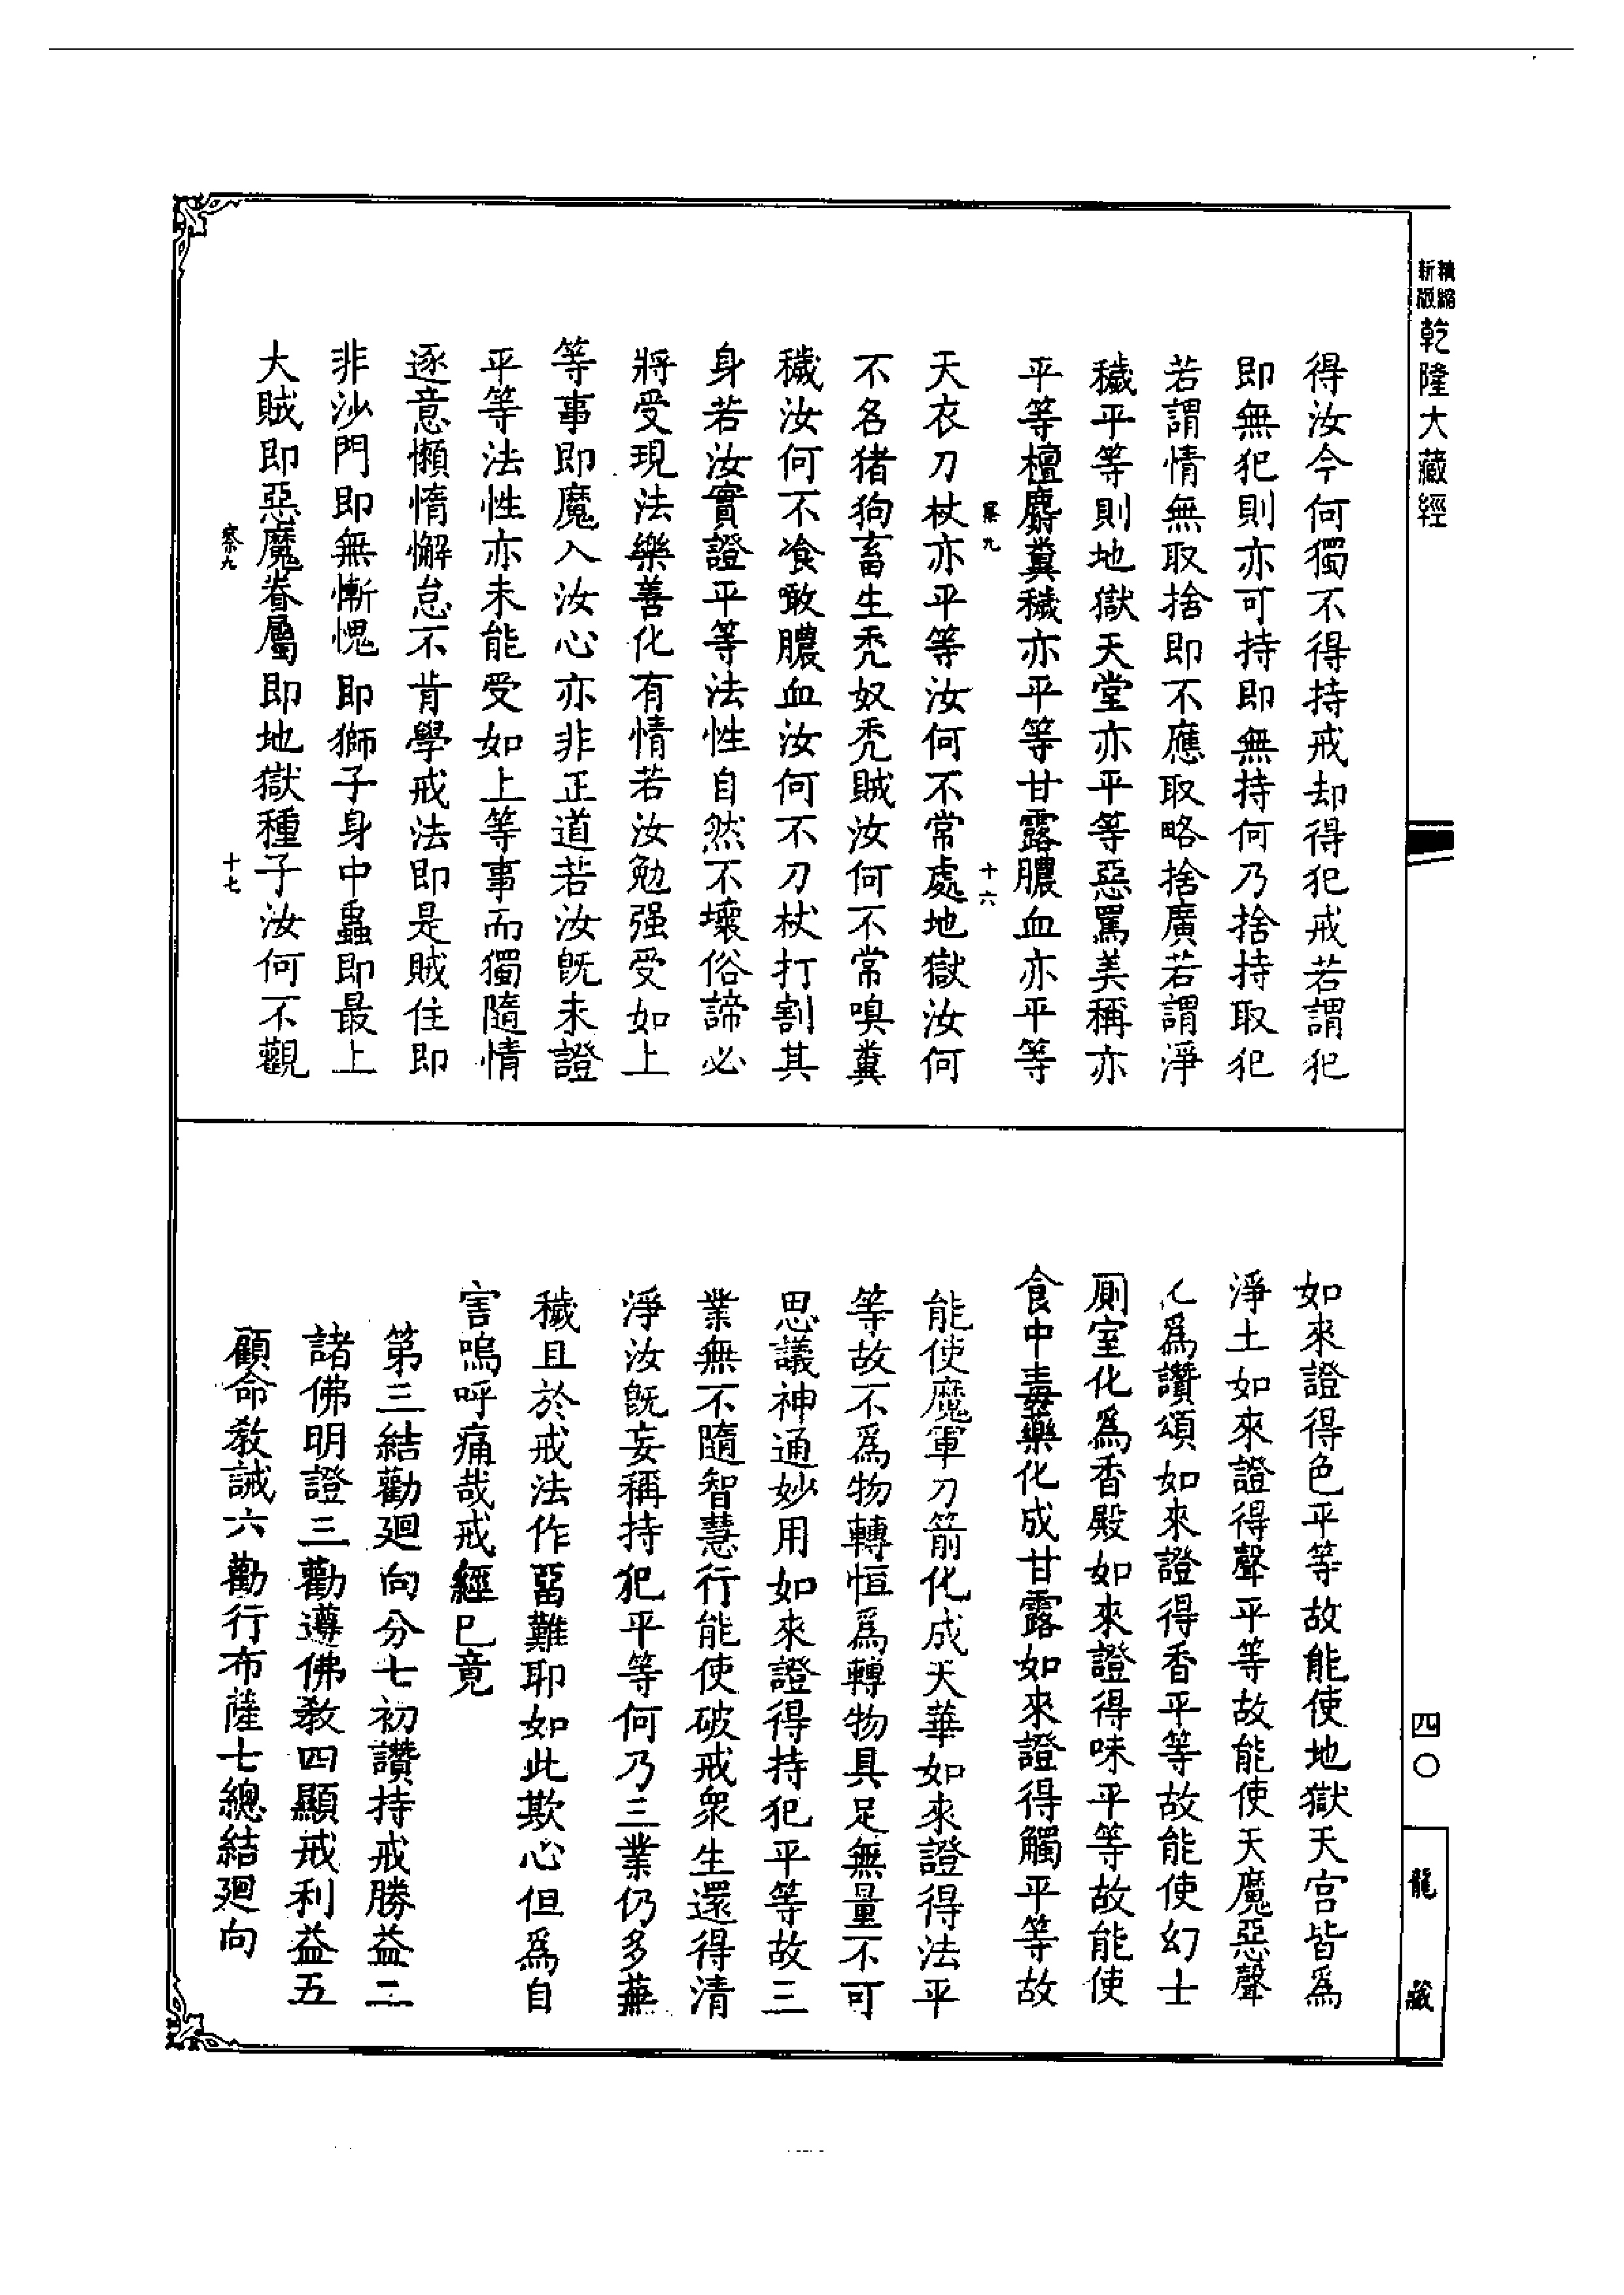 精縮
新版
乾隆大藏經
得汝今何獨不得持戒却得犯戒若謂犯
即無犯則亦可持即無持何乃捨持取犯
若謂情無取捨即不應取略捨廣若謂淨
穢平等則地獄天堂亦平等惡罵美稱亦
平等檀麝糞穢亦平等甘露膿血亦平等
九 十六
天衣刀杖亦平等汝何不常處地獄汝何
不名猪狗畜生禿奴禿賊汝何不常嗅糞
穢汝何不飡噉膿血汝何不刀杖打割其
身若汝實證平等法性自然不壞俗諦必
將受現法樂善化有情若汝勉强受如上
等事即魔入汝心亦非正道若汝旣未證
平等法性亦未能受如上等事而獨隨情
逐意懶惰懈怠不肯學戒法即是賊住即
非沙門即無慚愧即獅子身中蟲即最上
大賊即惡魔眷屬即地獄種子汝何不觀
九 十七
如來證得色平等故能使地獄天宫皆爲
淨土如來證得聲平等故能使天魔惡聲
化爲讚頌如來證得香平等故能使幻士
厠室化爲香殿如來證得味平等故能使
食中毒藥化成甘露如來證得觸平等故
能使魔軍刀箭化成天華如來證得法平
等故不爲物轉恒爲轉物具足無量不可
思議神通妙用如來證得持犯平等故三
業無不隨智慧行能使破戒衆生還得清
淨汝旣妄稱持犯平等何乃三業仍多蕪
穢且於戒法作畱難耶如此欺心但爲自
害嗚呼痛哉戒經已竟
第三結勸廻向分七初讚持戒勝益二
諸佛明證三勸遵佛敎四顯戒利益五
顧命敎誡六勸行布薩七總結廻向
四〇
龍藏